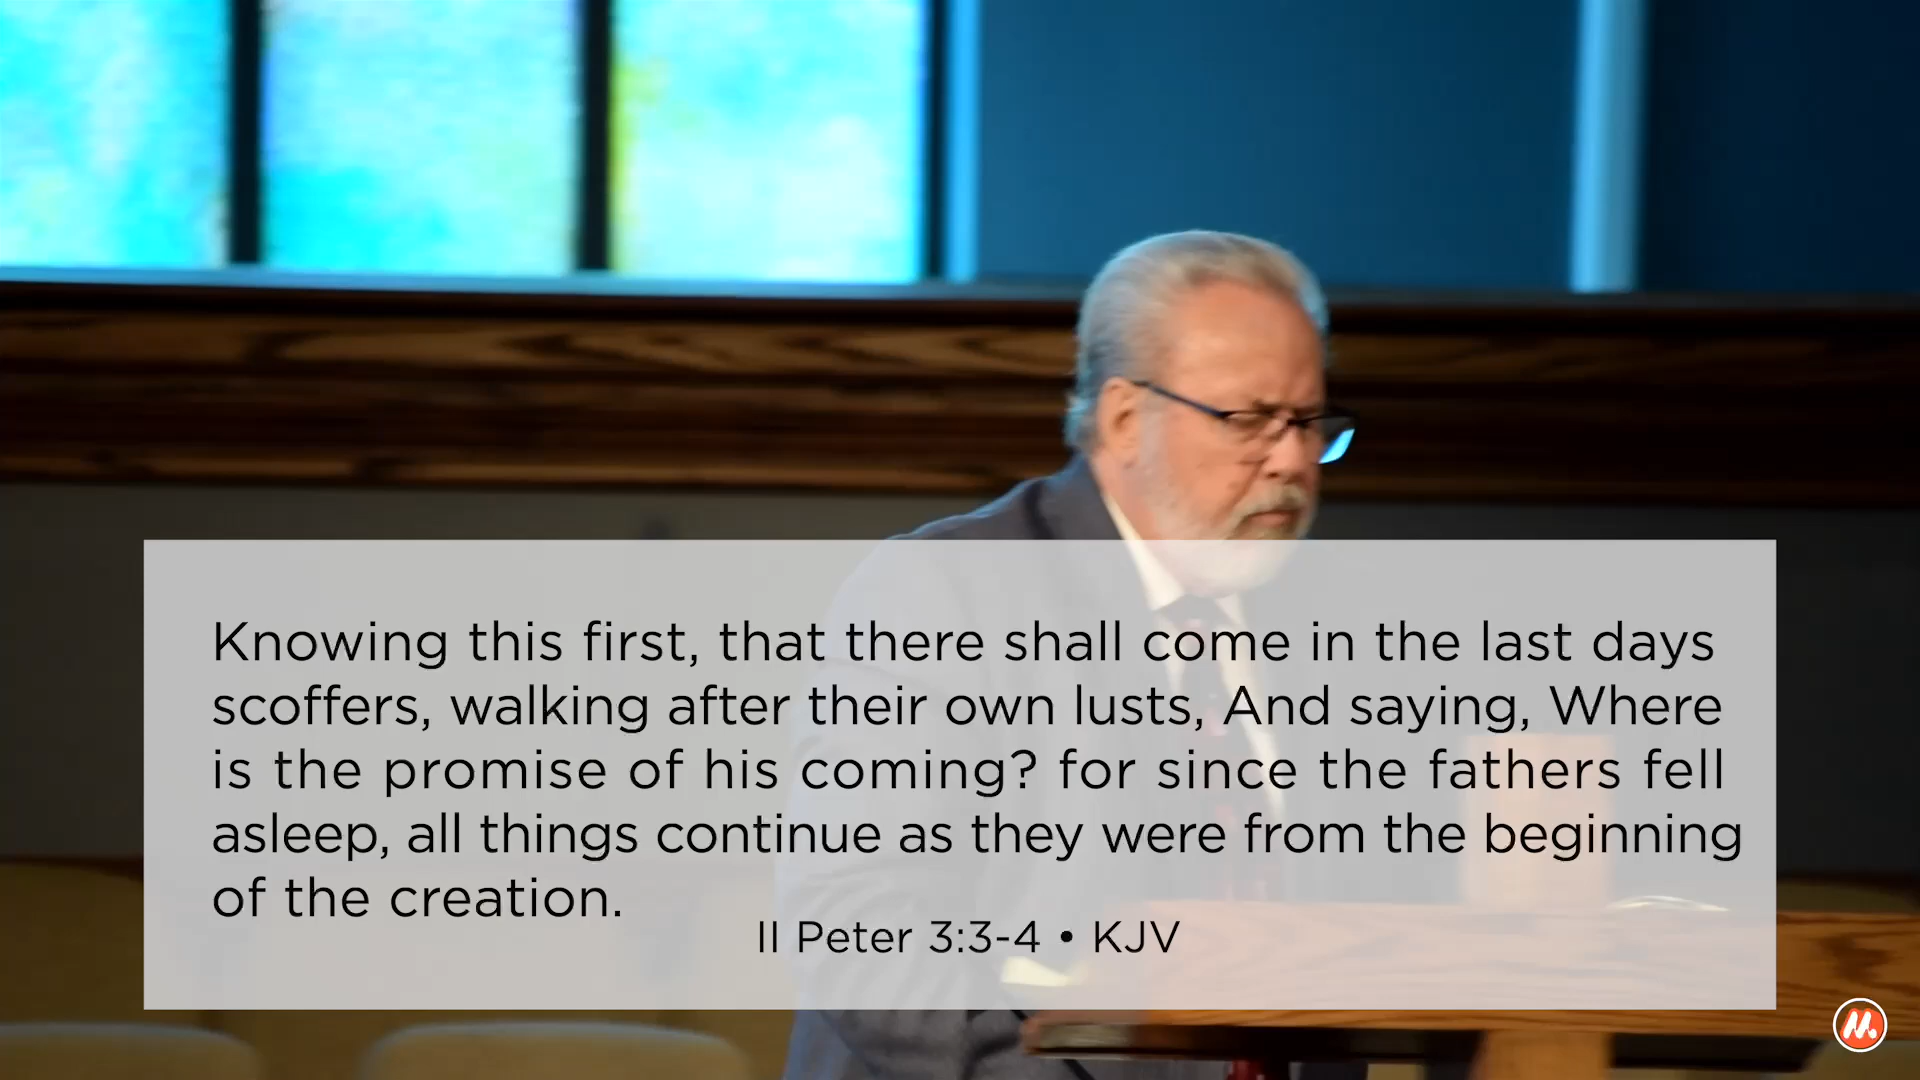 Knowing this first, that there shall come in the last days
scoffers, walking after their own lusts, And saying, Where
is the promise of his coming? for since the fathers fell
asleep, all things continue as they were from the beginning
of the creation.
II Peter 3:3-4 • KJV
M